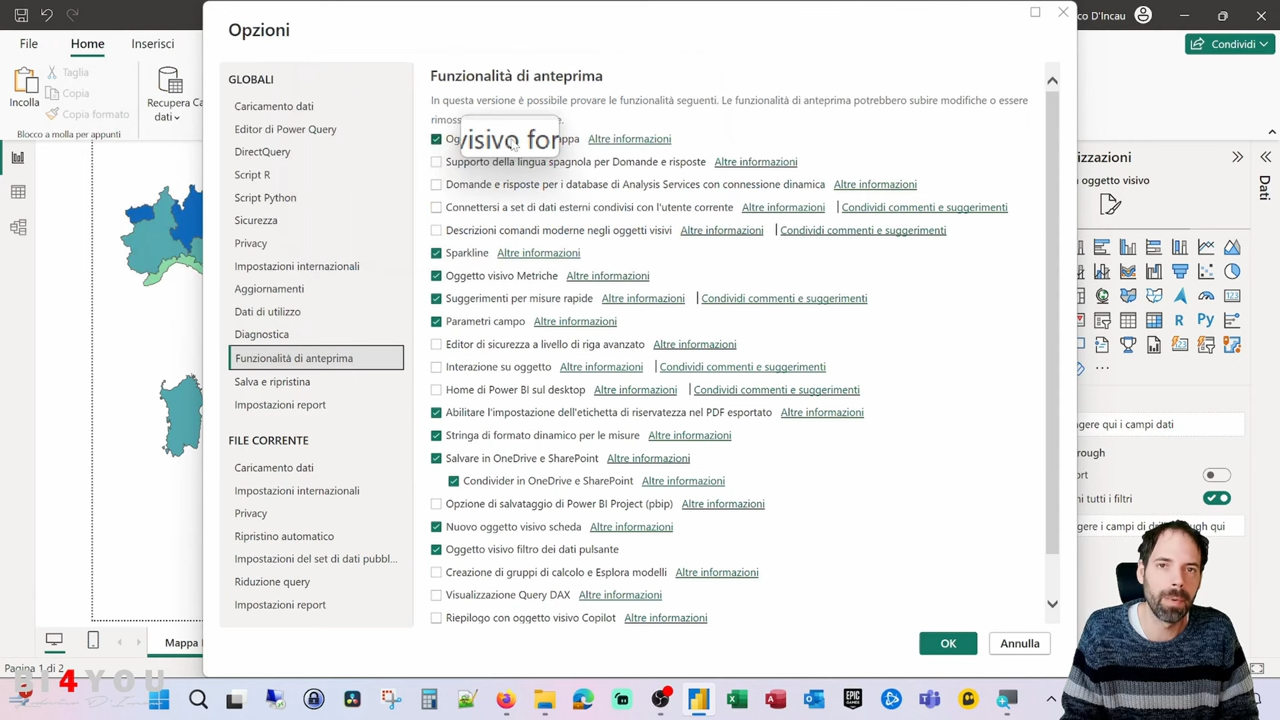 co D'Incau
Opzioni
File
Home
Inserisci
Condividi
Incolla
Taglia
Copia
Copia formato
Recupera
dati
Blocco a molla per appunti
GLOBALI
Caricamento dati
Editor di Power Query
DirectQuery
Script R
Script Python
Sicurezza
Privacy
Impostazioni internazionali
Aggiornamenti
Dati di utilizzo
Diagnostica
Funzionalità di anteprima
Salva e ripristina
Impostazioni report
FILE CORRENTE
Caricamento dati
Impostazioni internazionali
Privacy
Ripristino automatico
Impostazioni del set di dati pubbl...
Riduzione query
Impostazioni report
Funzionalità di anteprima
In questa versione è possibile provare le funzionalità seguenti. Le funzionalità di anteprima potrebbero subire modifiche o essere
visivo for
Altre informazioni
Supporto della lingua spagnola per Domande e risposte Altre informazioni
Domande e risposte per i database di Analysis Services con connessione dinamica Altre informazioni
Connettersi a set di dati esterni condivisi con l'utente corrente Altre informazioni | Condividi commenti e suggerimenti
Descrizioni comandi moderne negli oggetti visivi Altre informazioni | Condividi commenti e suggerimenti
Sparkline Altre informazioni
Oggetto visivo Metriche Altre informazioni
Suggerimenti per misure rapide Altre informazioni | Condividi commenti e suggerimenti
Parametri campo Altre informazioni
Editor di sicurezza a livello di riga avanzato Altre informazioni
Interazione su oggetto Altre informazioni | Condividi commenti e suggerimenti
Home di Power BI sul desktop Altre informazioni | Condividi commenti e suggerimenti
Abilitare l'impostazione dell'etichetta di riservatezza nel PDF esportato Altre informazioni
Stringa di formato dinamico per le misure Altre informazioni
Salvare in OneDrive e SharePoint Altre informazioni
Condivider in OneDrive e SharePoint Altre informazioni
Opzione di salvataggio di Power BI Project (pbip) Altre informazioni
Nuovo oggetto visivo scheda Altre informazioni
Oggetto visivo filtro dei dati pulsante
Creazione di gruppi di calcolo e Esplora modelli Altre informazioni
Visualizzazione Query DAX Altre informazioni
Riepilogo con oggetto visivo Copilot Altre informazioni
OK
Annulla
izzazioni
n oggetto visivo
Dati
R Py
123
gere qui i campi dati
rough
ort
ni tutti i filtri
Mappa
Pagina 1 di 2
4YOU
EPIC
GAMES